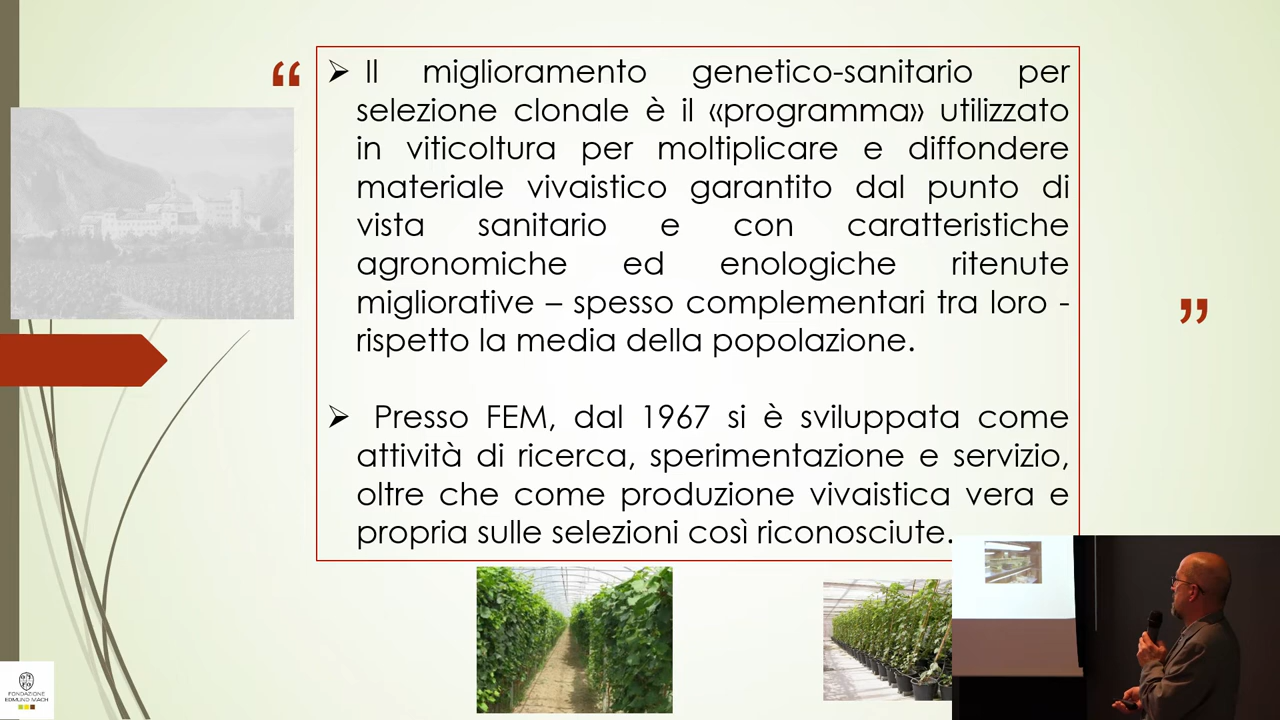 “
➢ Il miglioramento genetico-sanitario per
selezione clonale è il «programma» utilizzato
in viticoltura per moltiplicare e diffondere
materiale vivaistico garantito dal punto di
vista sanitario e con caratteristiche
agronomiche ed enologiche ritenute
migliorative – spesso complementari tra loro -
rispetto la media della popolazione.
”
➢ Presso FEM, dal 1967 si è sviluppata come
attività di ricerca, sperimentazione e servizio,
oltre che come produzione vivaistica vera e
propria sulle selezioni così riconosciute.
FONDAZIONE
EDMUND MACH